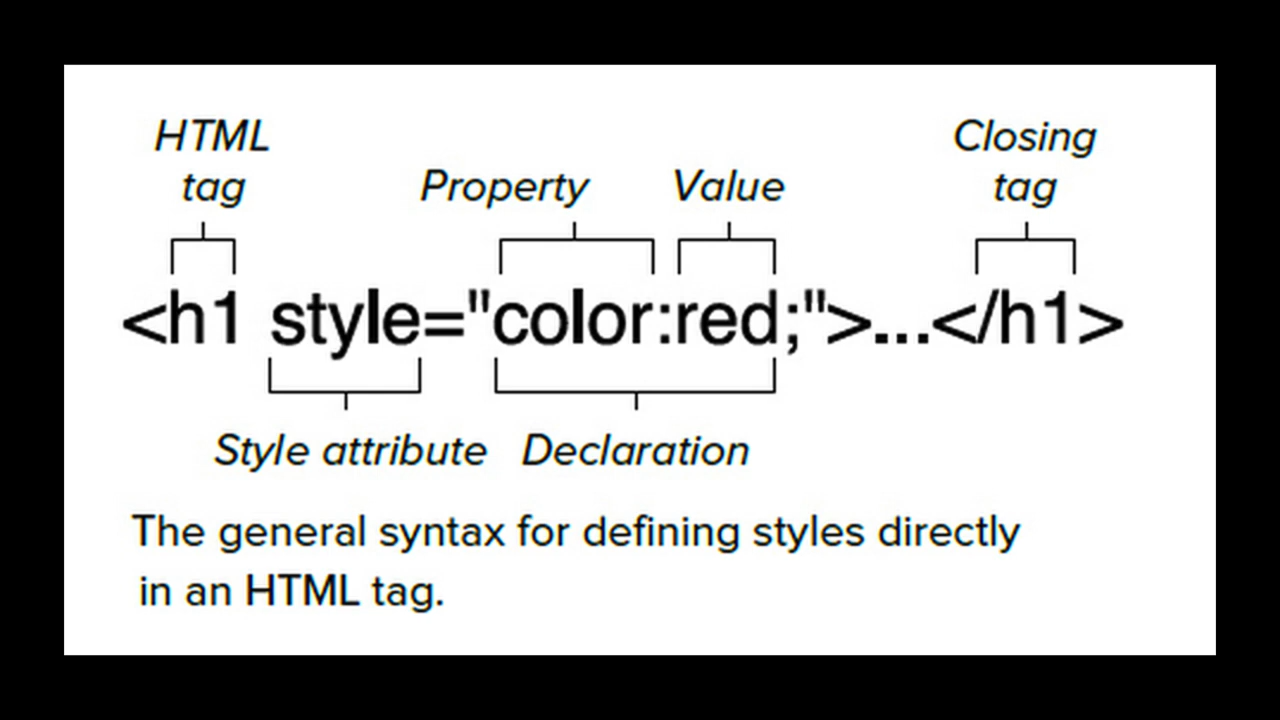 HTML
tag
Property
Value
Closing
tag
<h1 style="color:red;">...</h1>
Style attribute
Declaration
The general syntax for defining styles directly
in an HTML tag.